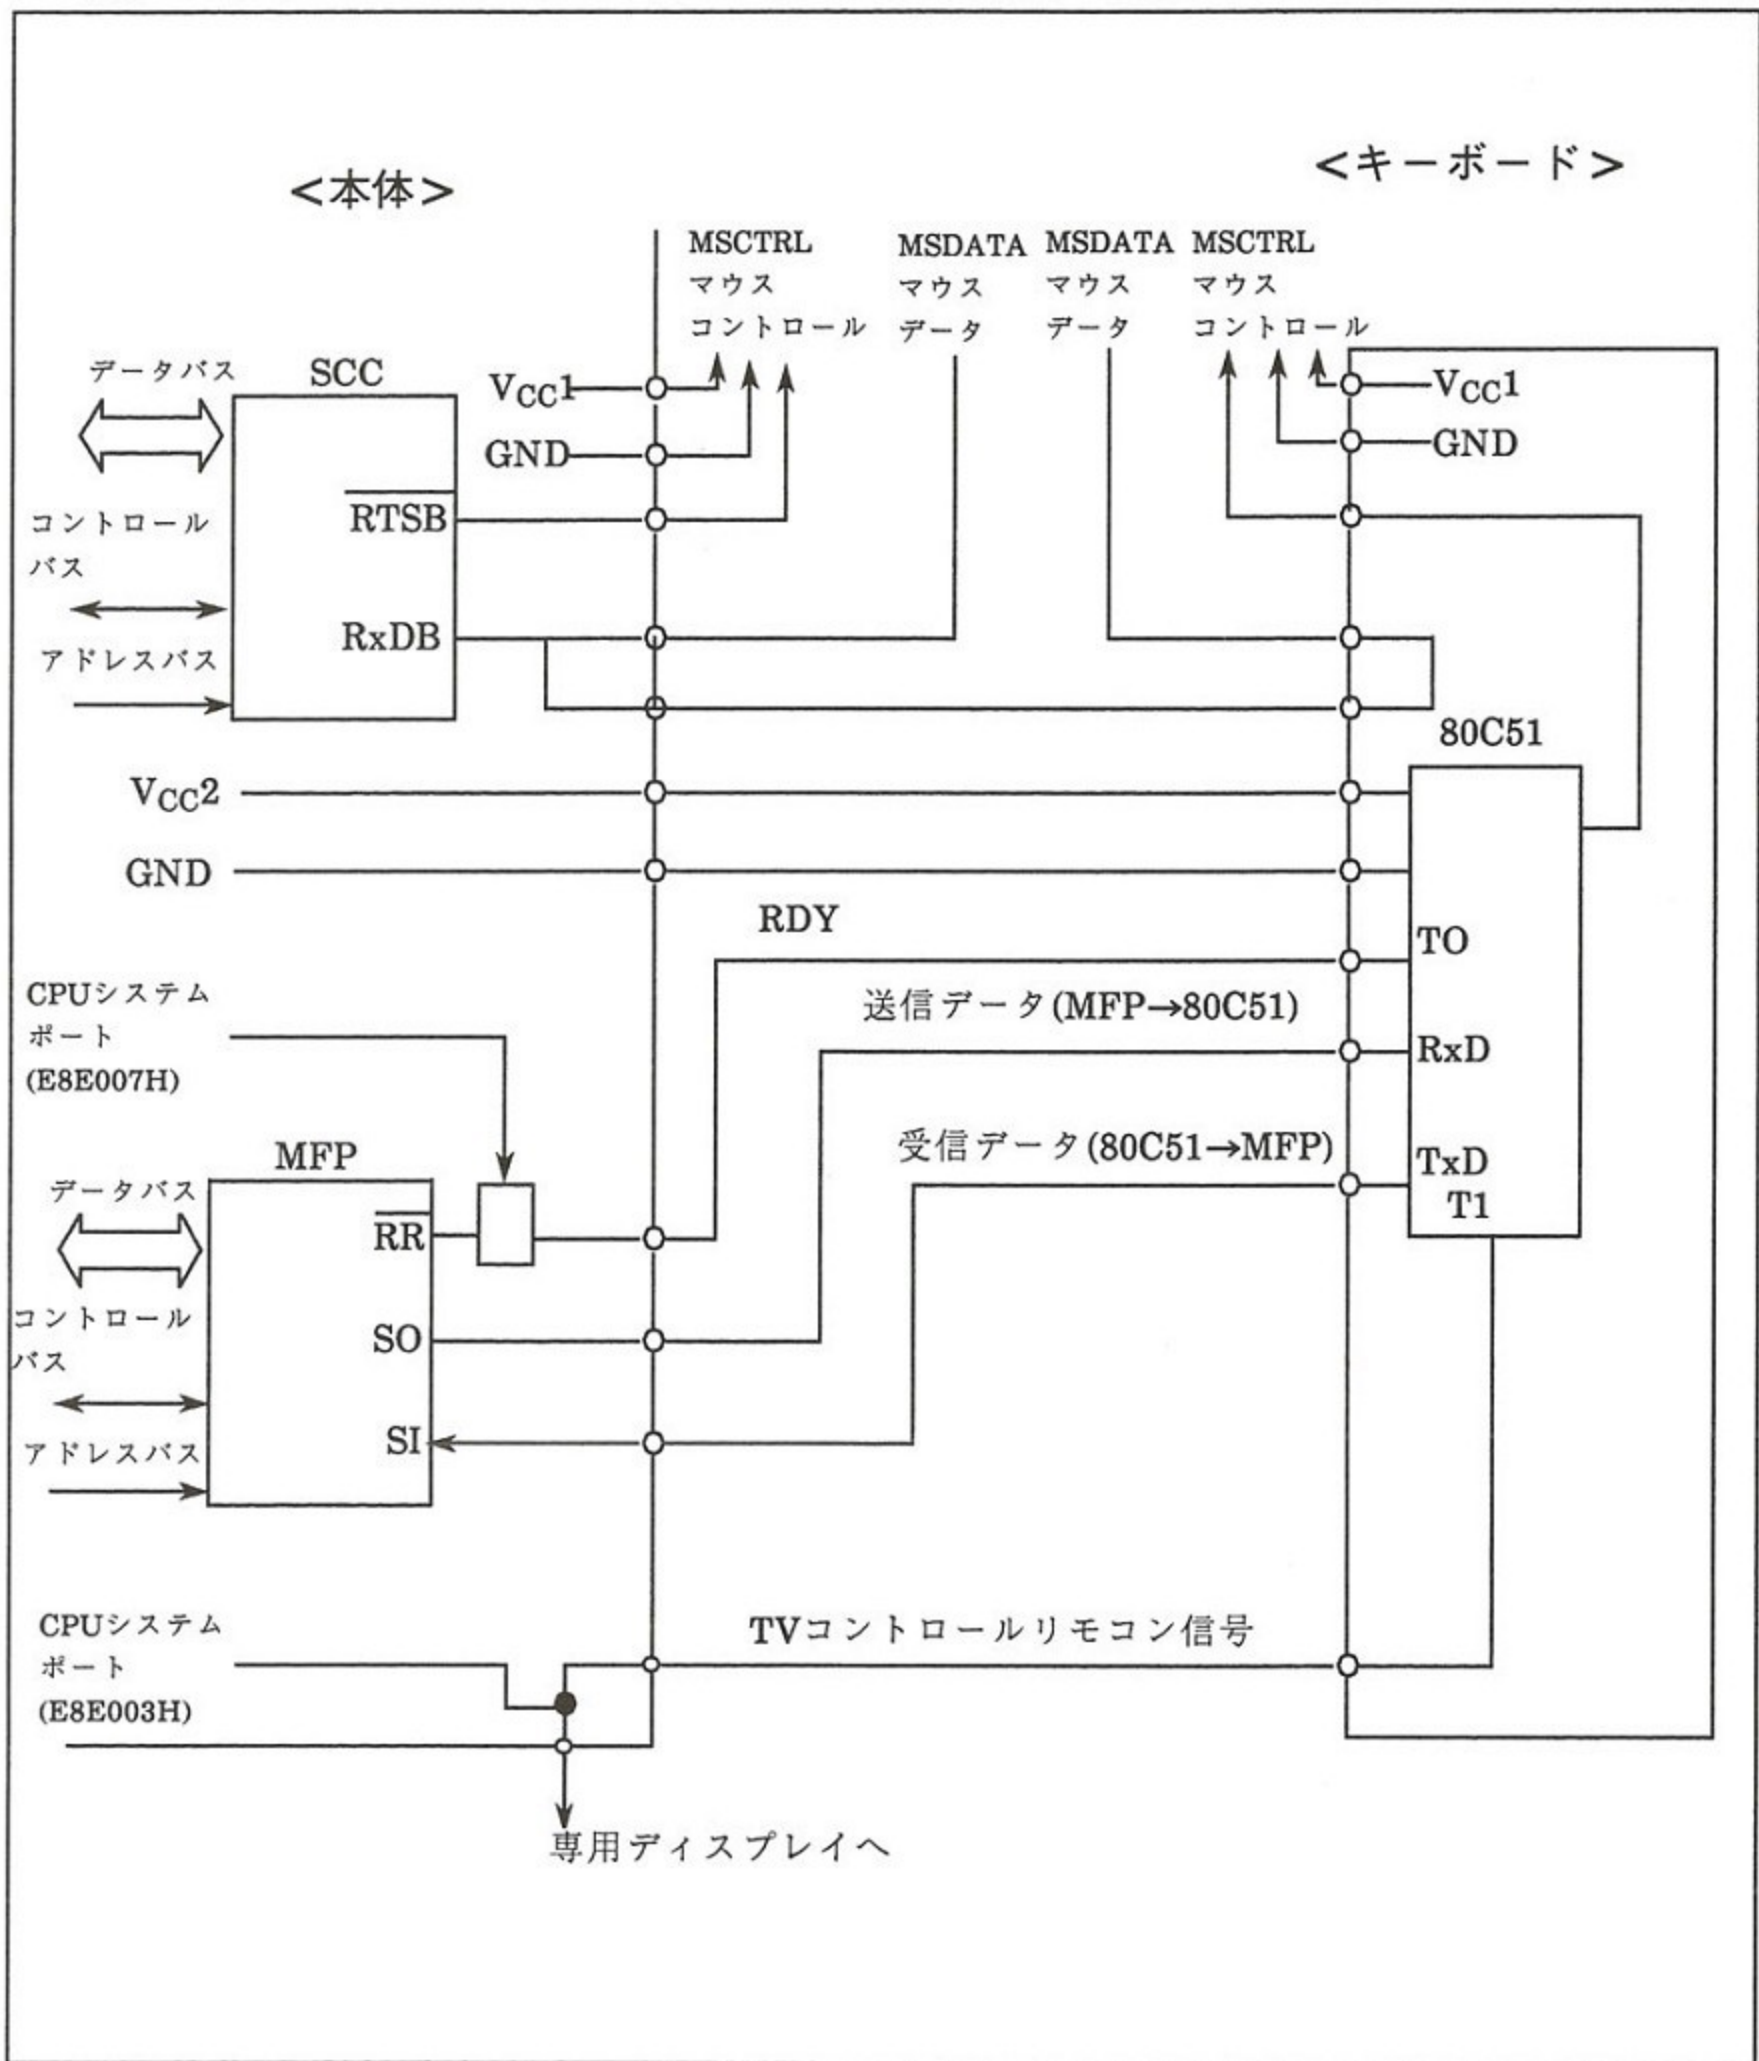 <本体>
<キーボード>
MSCTRL
マウス
コントロール
MSDATA
マウス
データ
MSDATA
マウス
データ
MSCTRL
マウス
コントロール
データバス
SCC
VCC1
GND
RTSB
RxDB
コントロール
バス
アドレスバス
VCC1
GND
80C51
VCC2
GND
RDY
TO
CPUシステム
ポート
(E8E007H)
送信データ(MFP→80C51)
RxD
受信データ(80C51→MFP)
TxD
T1
MFP
データバス
RR
コントロール
バス
SO
SI
アドレスバス
CPUシステム
ポート
(E8E003H)
TVコントロールリモコン信号
専用ディスプレイへ